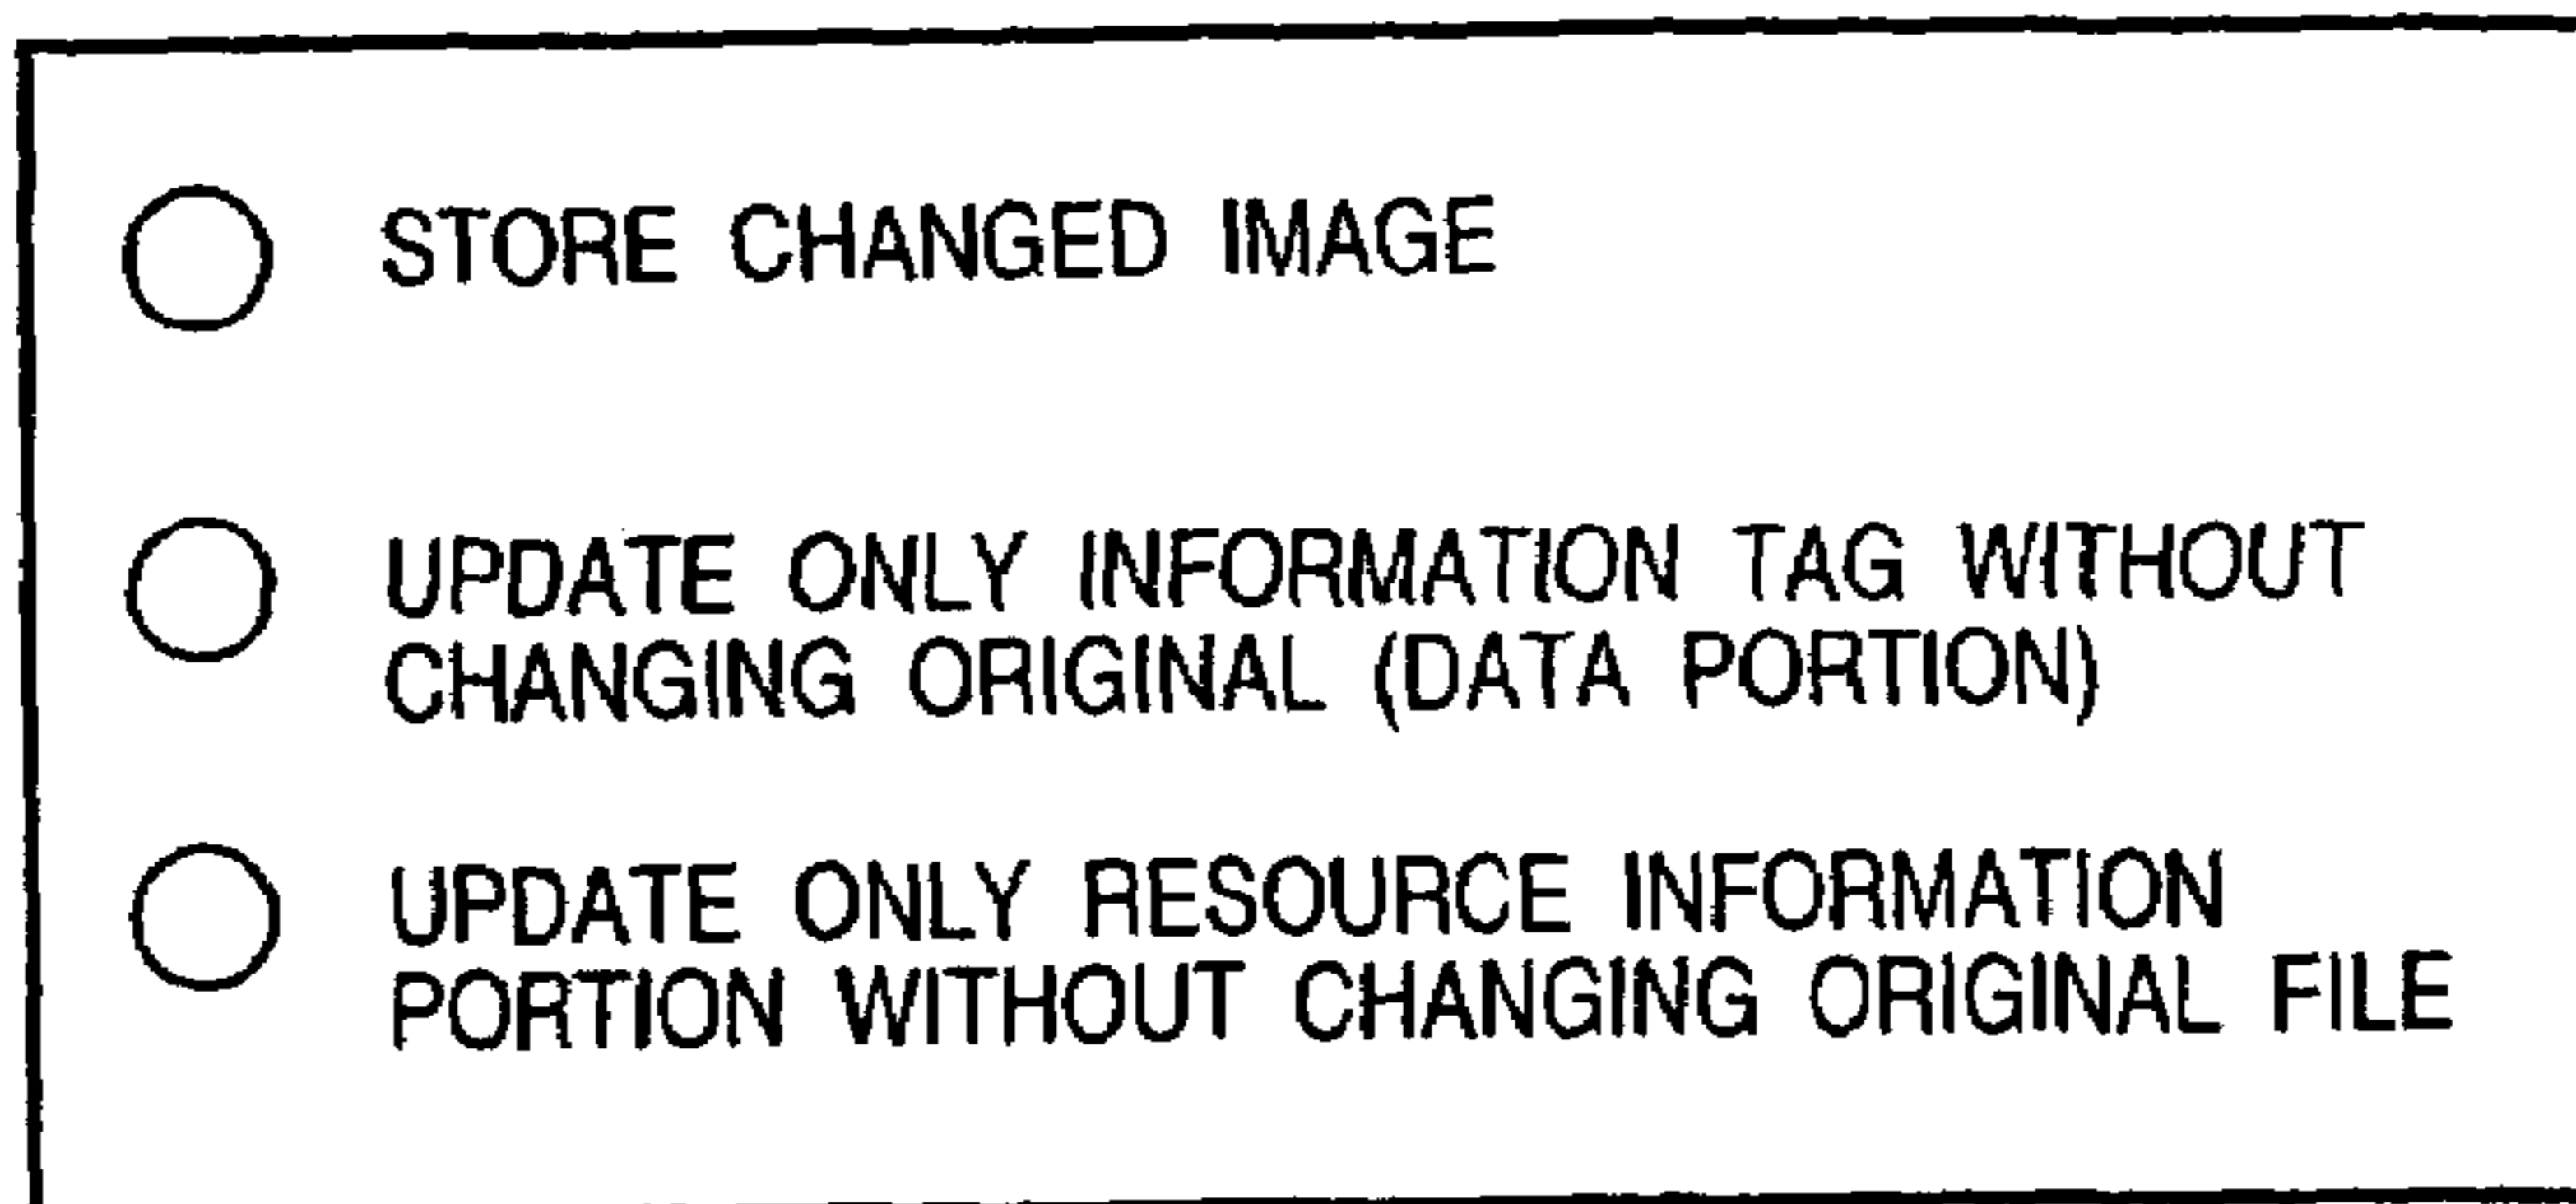 STORE CHANGED IMAGE
UPDATE ONLY INFORMATION TAG WITHOUT
CHANGING ORIGINAL (DATA PORTION)
UPDATE ONLY RESOURCE INFORMATION
PORTION WITHOUT CHANGING ORIGINAL FILE